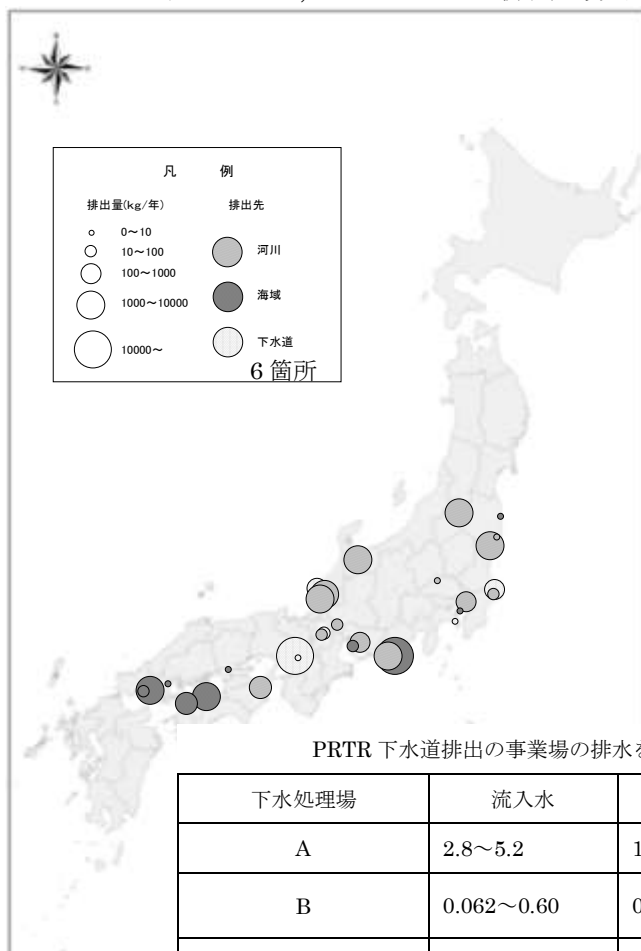 凡 例
排出量(kg/年) 排出先
0～10
10～100 河川
100～1000
1000～10000 海域
10000～ 下水道
6 箇所
PRTR 下水道排出の事業場の排水
下水処理場 流入水
A 2.8～5.2
B 0.062～0.60